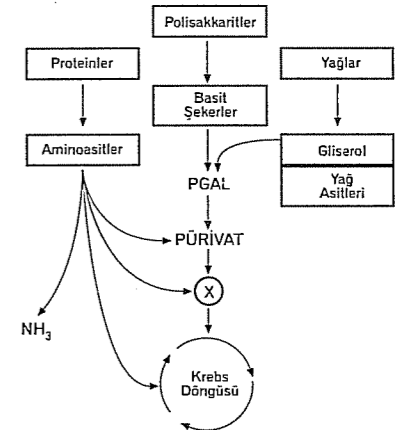 Polisakkaritler
Proteinler
Yağlar
Basit
Şekerler
Aminoasitler
Gliserol
Yağ
Asitleri
PGAL
PÜRİVAT
X
NH3
Krebs
Döngüsü